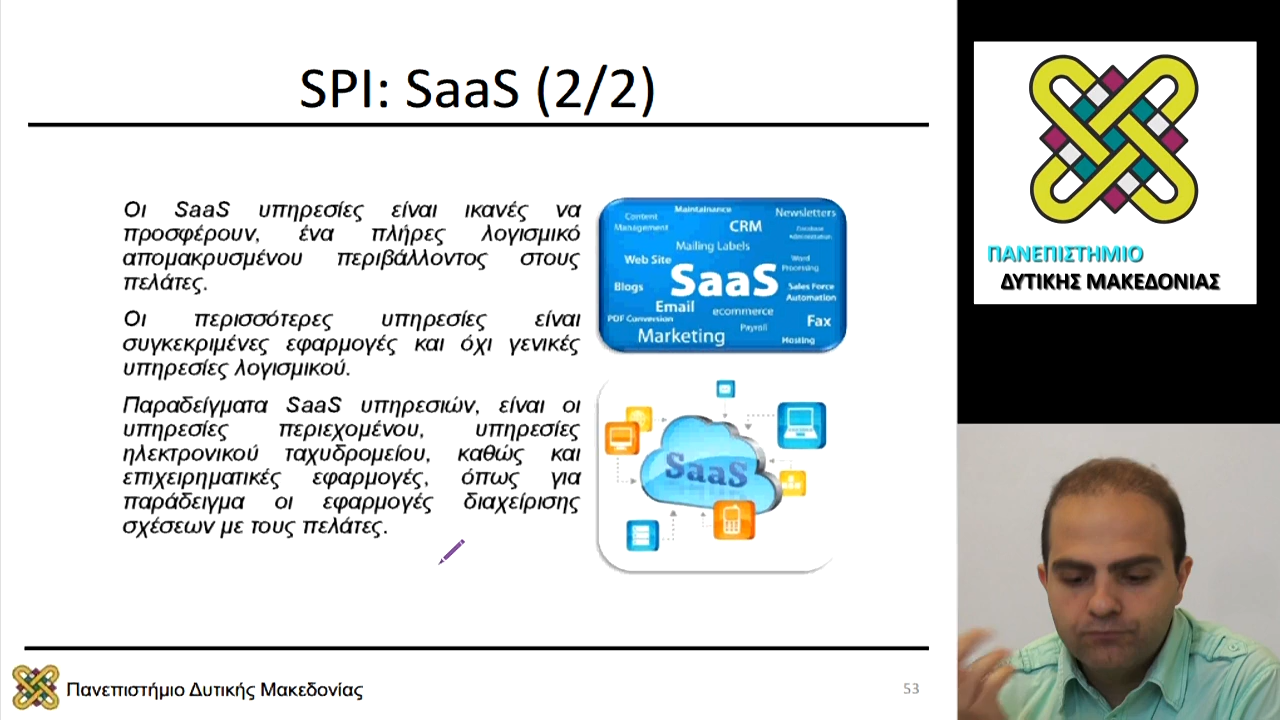 SPI: SaaS (2/2)
Οι SaaS υπηρεσίες είναι ικανές να
προσφέρουν, ένα πλήρες λογισμικό
απομακρυσμένου περιβάλλοντος στους
πελάτες.
Οι περισσότερες υπηρεσίες είναι
συγκεκριμένες εφαρμογές και όχι γενικές
υπηρεσίες λογισμικού.
Παραδείγματα SaaS υπηρεσιών, είναι οι
υπηρεσίες περιεχομένου, υπηρεσίες
ηλεκτρονικού ταχυδρομείου, καθώς και
επιχειρηματικές εφαρμογές, όπως για
παράδειγμα οι εφαρμογές διαχείρισης
σχέσεων με τους πελάτες.
Content
Management
Maintainance
Newsletters
CRM
Database
Administration
Mailing Labels
Web Site
Word
Processing
SaaS
Blogs
Sales Force
Automation
Email
ecommerce
PDF Conversion
Payroll
Fax
Marketing
Hosting
SaaS
Πανεπιστήμιο Δυτικής Μακεδονίας
53
ΠΑΝΕΠΙΣΤΗΜΙΟ
ΔΥΤΙΚΗΣ ΜΑΚΕΔΟΝΙΑΣ